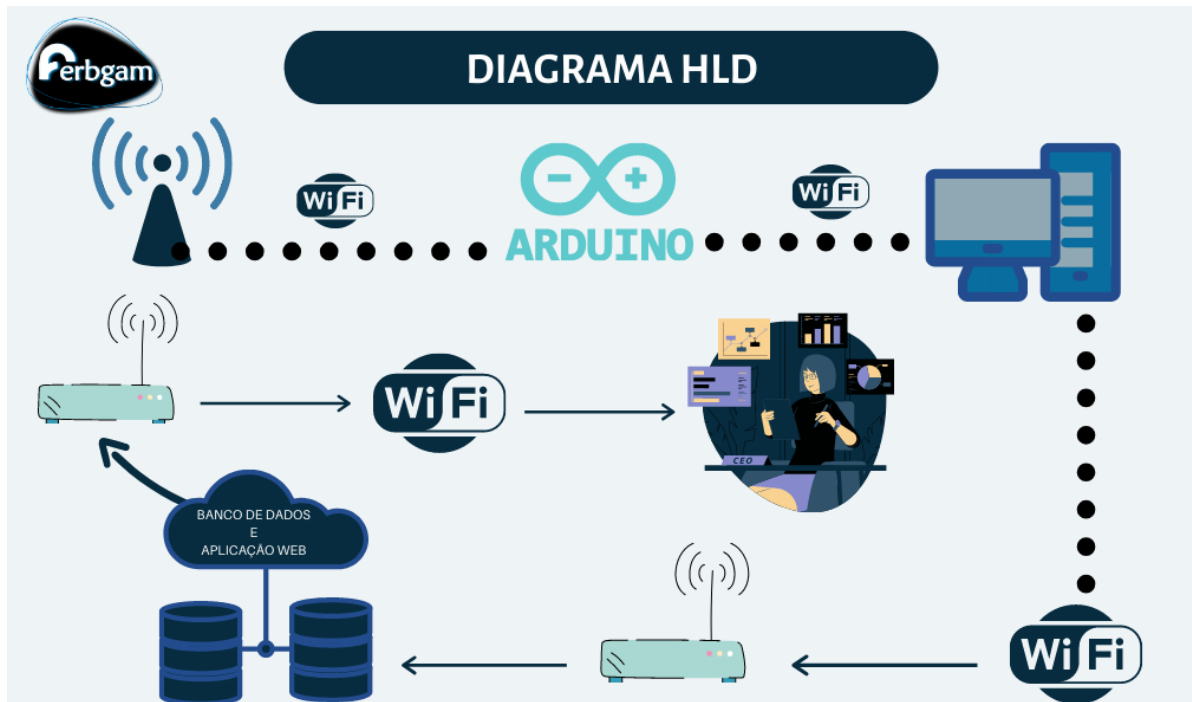 Ferbgam
DIAGRAMA HLD
WiFi
WiFi
ARDUINO
WiFi
CEO
BANCO DE DADOS
E
APLICAÇÃO WEB
WiFi